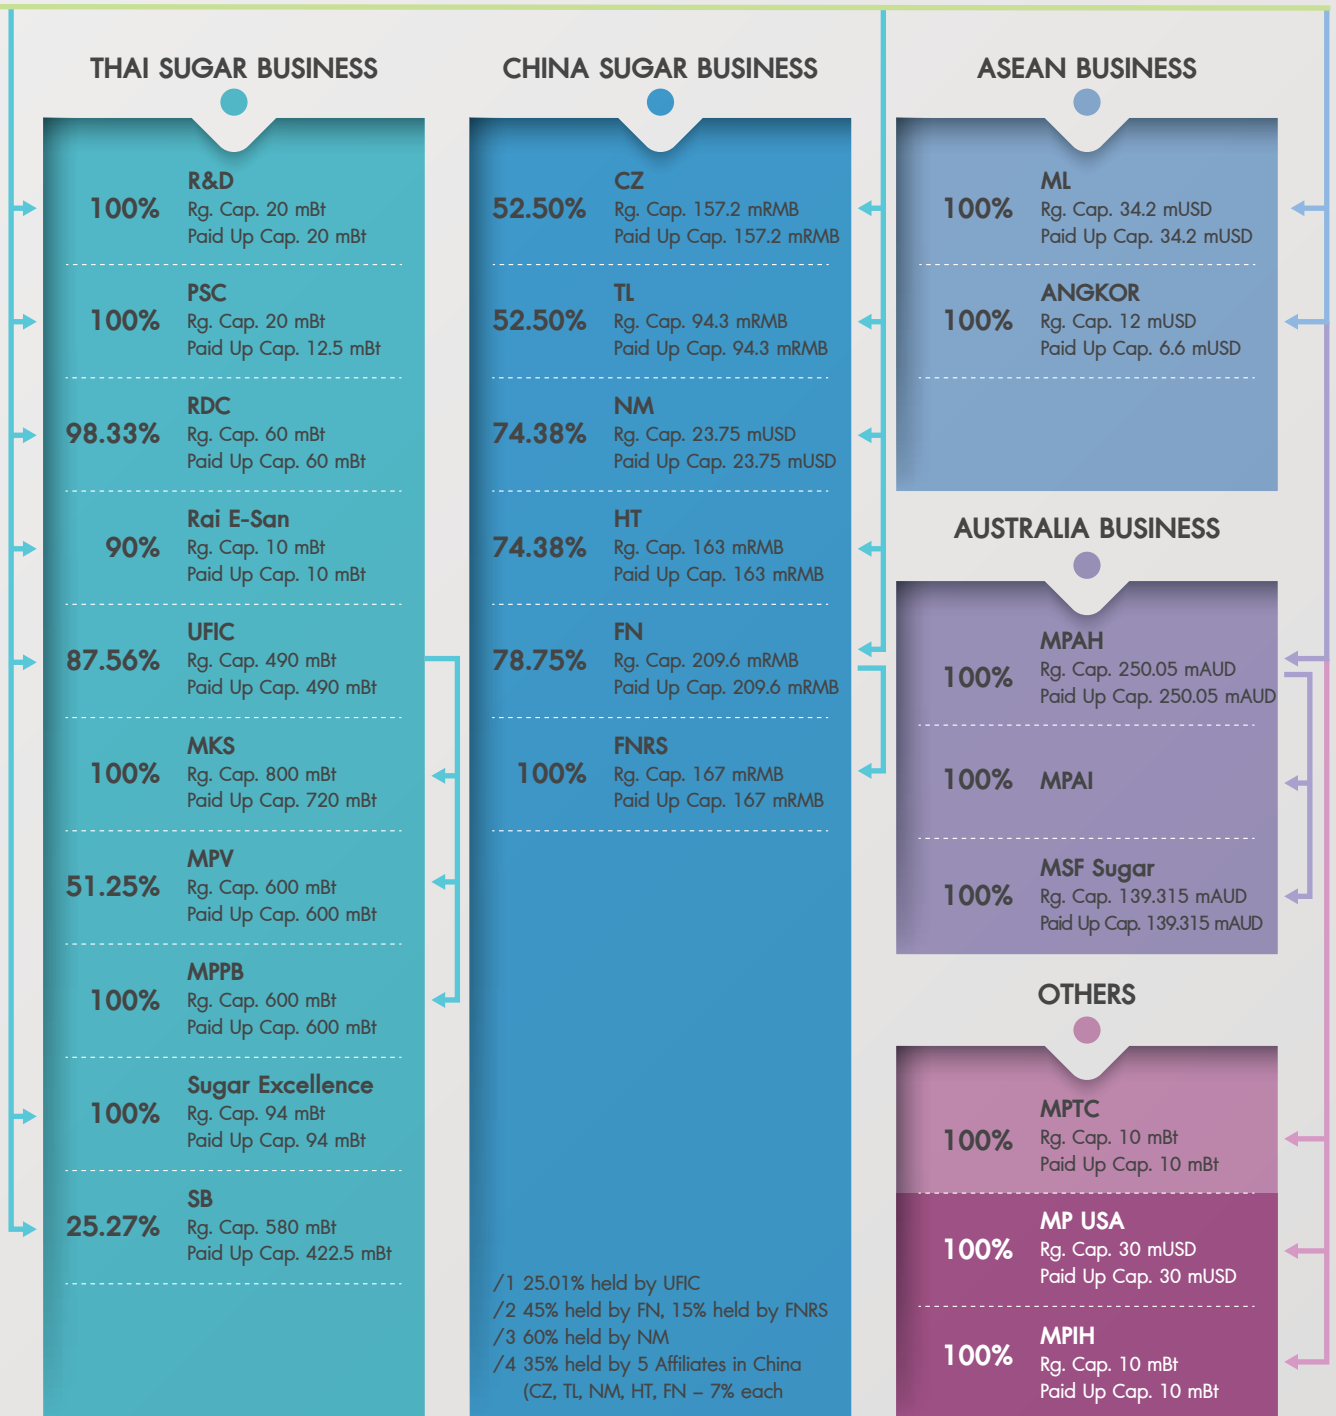 THAI SUGAR BUSINESS
R&D
100%
Rg. Cap. 20 mBt
Paid Up Cap. 20 mBt
PSC
100%
Rg. Cap. 20 mBt
Paid Up Cap. 12.5 mBt
RDC
98.33%
Rg. Cap. 60 mBt
Paid Up Cap. 60 mBt
Rai E-San
90%
Rg. Cap. 10 mBt
Paid Up Cap. 10 mBt
UFIC
87.56%
Rg. Cap. 490 mBt
Paid Up Cap. 490 mBt
MKS
100%
Rg. Cap. 800 mBt
Paid Up Cap. 720 mBt
MPV
51.25%
Rg. Cap. 600 mBt
Paid Up Cap. 600 mBt
MPPB
100%
Rg. Cap. 600 mBt
Paid Up Cap. 600 mBt
Sugar Excellence
100%
Rg. Cap. 94 mBt
Paid Up Cap. 94 mBt
SB
25.27%
Rg. Cap. 580 mBt
Paid Up Cap. 422.5 mBt
CHINA SUGAR BUSINESS
CZ
52.50%
Rg. Cap. 157.2 mRMB
Paid Up Cap. 157.2 mRMB
TL
52.50%
Rg. Cap. 94.3 mRMB
Paid Up Cap. 94.3 mRMB
NM
74.38%
Rg. Cap. 23.75 mUSD
Paid Up Cap. 23.75 mUSD
HT
74.38%
Rg. Cap. 163 mRMB
Paid Up Cap. 163 mRMB
FN
78.75%
Rg. Cap. 209.6 mRMB
Paid Up Cap. 209.6 mRMB
FNRS
100%
Rg. Cap. 167 mRMB
Paid Up Cap. 167 mRMB
/1 25.01% held by UFIC
/2 45% held by FN, 15% held by FNRS
/3 60% held by NM
/4 35% held by 5 Affiliates in China
(CZ, TL, NM, HT, FN – 7% each
ASEAN BUSINESS
ML
100%
Rg. Cap. 34.2 mUSD
Paid Up Cap. 34.2 mUSD
ANGKOR
100%
Rg. Cap. 12 mUSD
Paid Up Cap. 6.6 mUSD
AUSTRALIA BUSINESS
MPAH
100%
Rg. Cap. 250.05 mAUD
Paid Up Cap. 250.05 mAUD
100% MPAI
MSF Sugar
100%
Rg. Cap. 139.315 mAUD
Paid Up Cap. 139.315 mAUD
OTHERS
MPTC
100%
Rg. Cap. 10 mBt
Paid Up Cap. 10 mBt
MP USA
100%
Rg. Cap. 30 mUSD
Paid Up Cap. 30 mUSD
MPIH
100%
Rg. Cap. 10 mBt
Paid Up Cap. 10 mBt